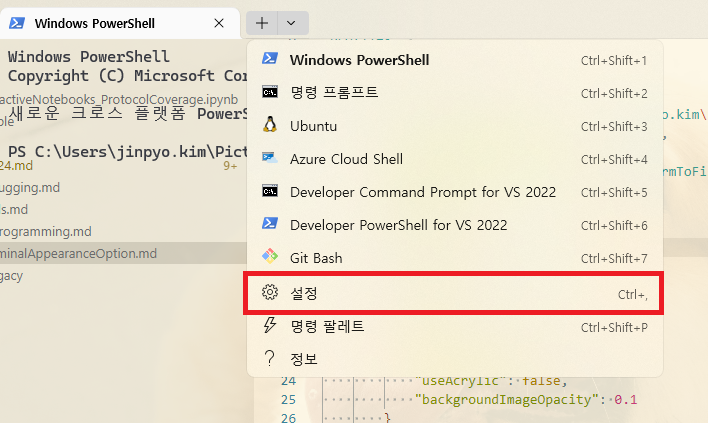 Windows PowerShell
Windows PowerShell
Copyright (C) Microsoft Cor
activeNotebooks_ProtocolCoverage.ipynb
새로운 크로스 플랫폼 PowerS
PS C:\Users\jinpyo.kim\Pict
24.md 9+
ugging.md
ls.md
rogramming.md
minalAppearanceOption.md
gacy
Windows PowerShell Ctrl+Shift+1
명령 프롬프트 Ctrl+Shift+2
Ubuntu Ctrl+Shift+3
Azure Cloud Shell Ctrl+Shift+4
Developer Command Prompt for VS 2022 Ctrl+Shift+5
Developer PowerShell for VS 2022 Ctrl+Shift+6
Git Bash Ctrl+Shift+7
설정 Ctrl+,
명령 팔레트 Ctrl+Shift+P
정보
yo.kim\
rmToFi
24 "useAcrylic": false,
25 "backgroundImageOpacity": 0.1
26 }